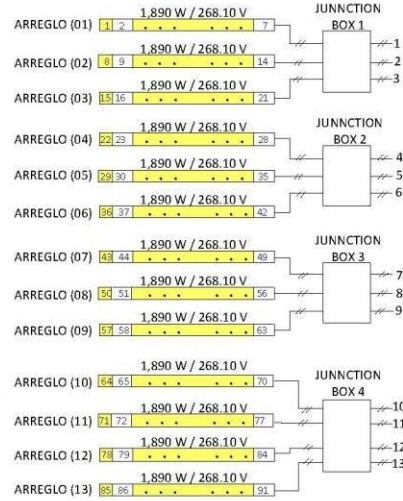 1,890 W / 268.10 V
ARREGLO (01) 1 2 7
JUNNCTION
BOX 1
1
1,890 W / 268.10 V
ARREGLO (02) 8 9 14
2
1,890 W / 268.10 V
ARREGLO (03) 15 16 21
3
1,890 W / 268.10 V
ARREGLO (04) 22 23 28
JUNNCTION
BOX 2
4
1,890 W / 268.10 V
ARREGLO (05) 29 30 35
5
1,890 W / 268.10 V
ARREGLO (06) 36 37 42
6
1,890 W / 268.10 V
ARREGLO (07) 43 44 49
JUNNCTION
BOX 3
7
1,890 W / 268.10 V
ARREGLO (08) 50 51 56
8
1,890 W / 268.10 V
ARREGLO (09) 57 58 63
9
1,890 W / 268.10 V
ARREGLO (10) 64 65 70
JUNNCTION
BOX 4
10
1,890 W / 268.10 V
ARREGLO (11) 71 72 77
11
1,890 W / 268.10 V
ARREGLO (12) 78 79 84
12
1,890 W / 268.10 V
ARREGLO (13) 85 86 91
13